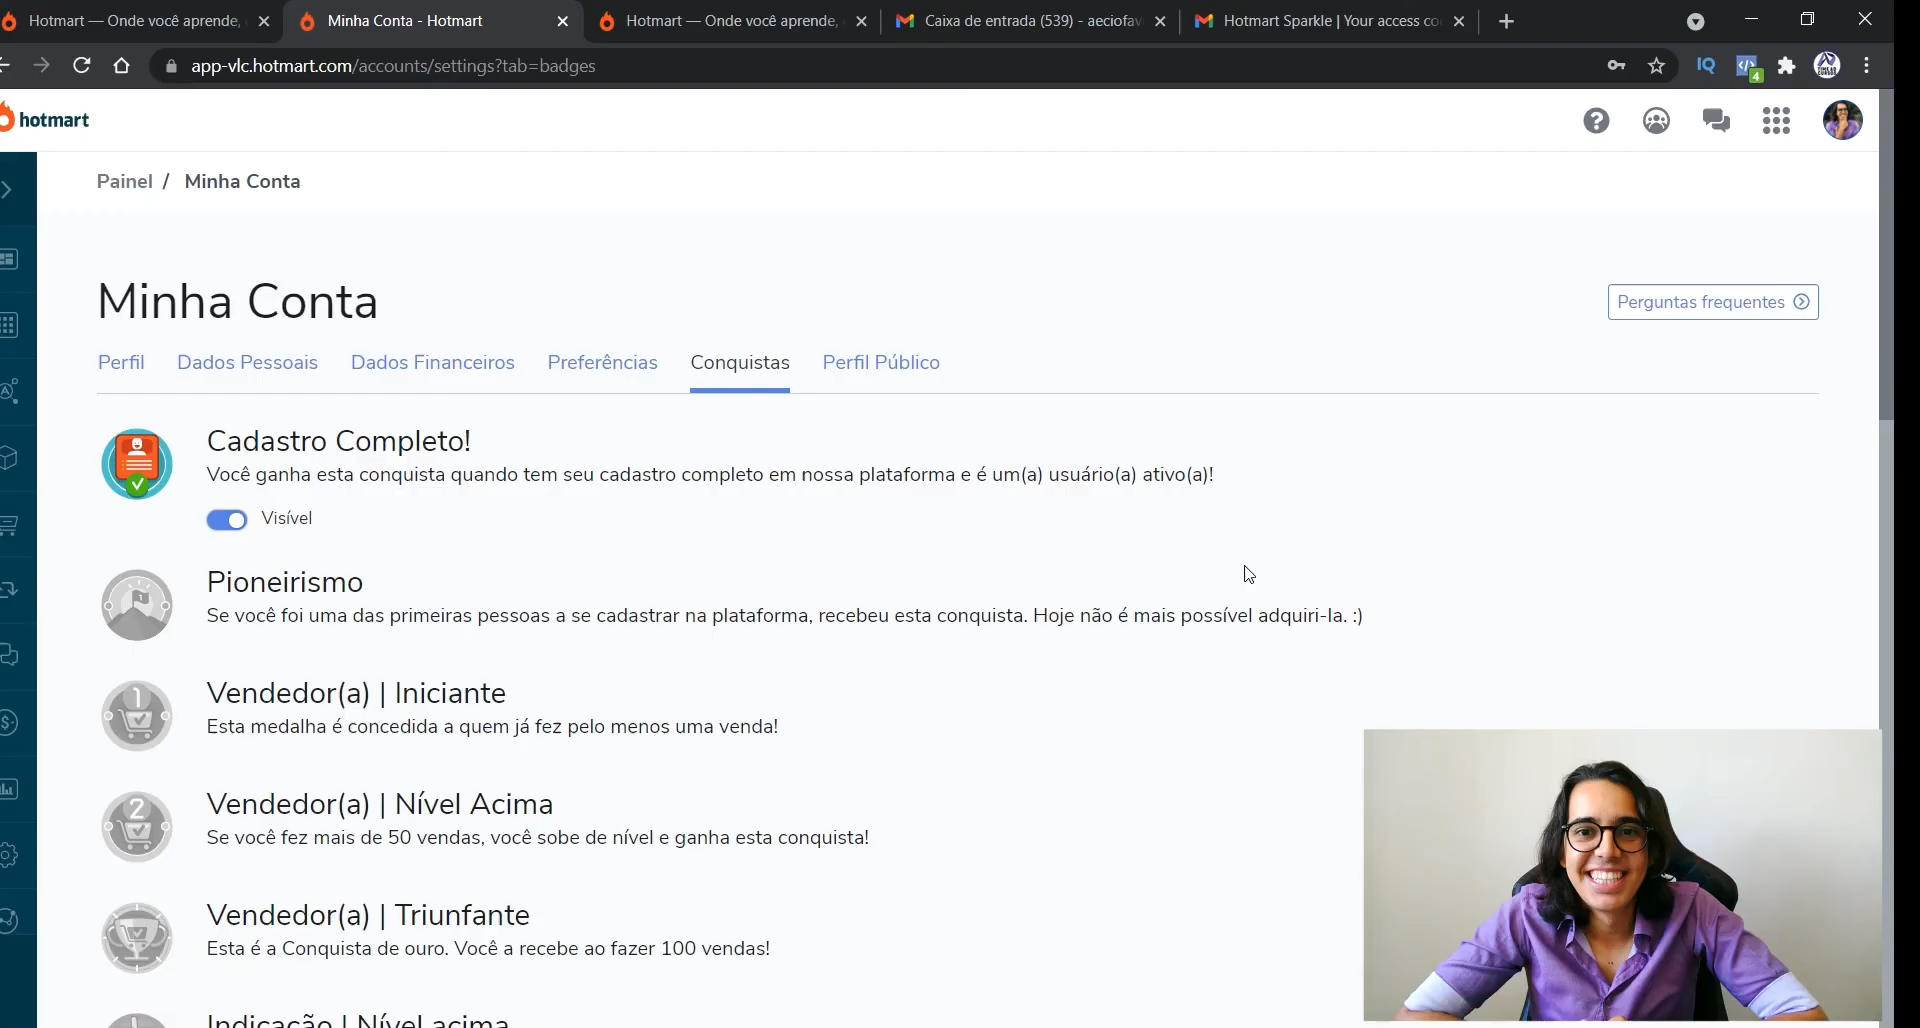 Hotmart — Onde você aprende,
Minha Conta - Hotmart
Hotmart — Onde você aprende,
Caixa de entrada (539) - aeciofav
Hotmart Sparkle | Your access co
app-vlc.hotmart.com/accounts/settings?tab=badges
IQ
4
hotmart
Painel / Minha Conta
Minha Conta
Perguntas frequentes
Perfil Dados Pessoais Dados Financeiros Preferências Conquistas Perfil Público
Cadastro Completo!
Você ganha esta conquista quando tem seu cadastro completo em nossa plataforma e é um(a) usuário(a) ativo(a)!
Visível
1
Pioneirismo
Se você foi uma das primeiras pessoas a se cadastrar na plataforma, recebeu esta conquista. Hoje não é mais possível adquiri-la. :)
1
Vendedor(a) | Iniciante
Esta medalha é concedida a quem já fez pelo menos uma venda!
2
Vendedor(a) | Nível Acima
Se você fez mais de 50 vendas, você sobe de nível e ganha esta conquista!
Vendedor(a) | Triunfante
Esta é a Conquista de ouro. Você a recebe ao fazer 100 vendas!
Indicação | Nível acima